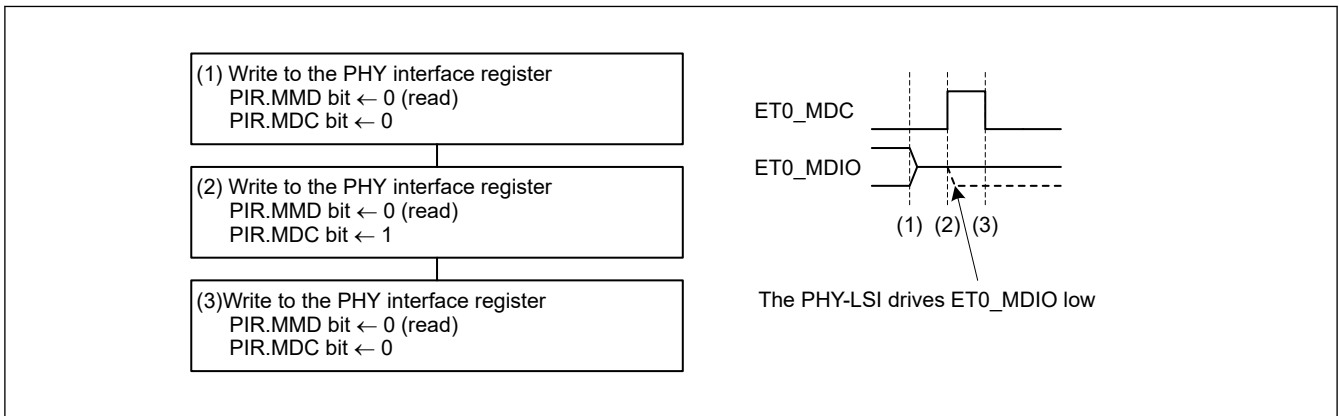 (1) Write to the PHY interface register
PIR.MMD bit ← 0 (read)
PIR.MDC bit ← 0
(2) Write to the PHY interface register
PIR.MMD bit ← 0 (read)
PIR.MDC bit ← 1
(3)Write to the PHY interface register
PIR.MMD bit ← 0 (read)
PIR.MDC bit ← 0
ET0_MDC
ET0_MDIO
(1) (2) (3)
The PHY-LSI drives ET0_MDIO low